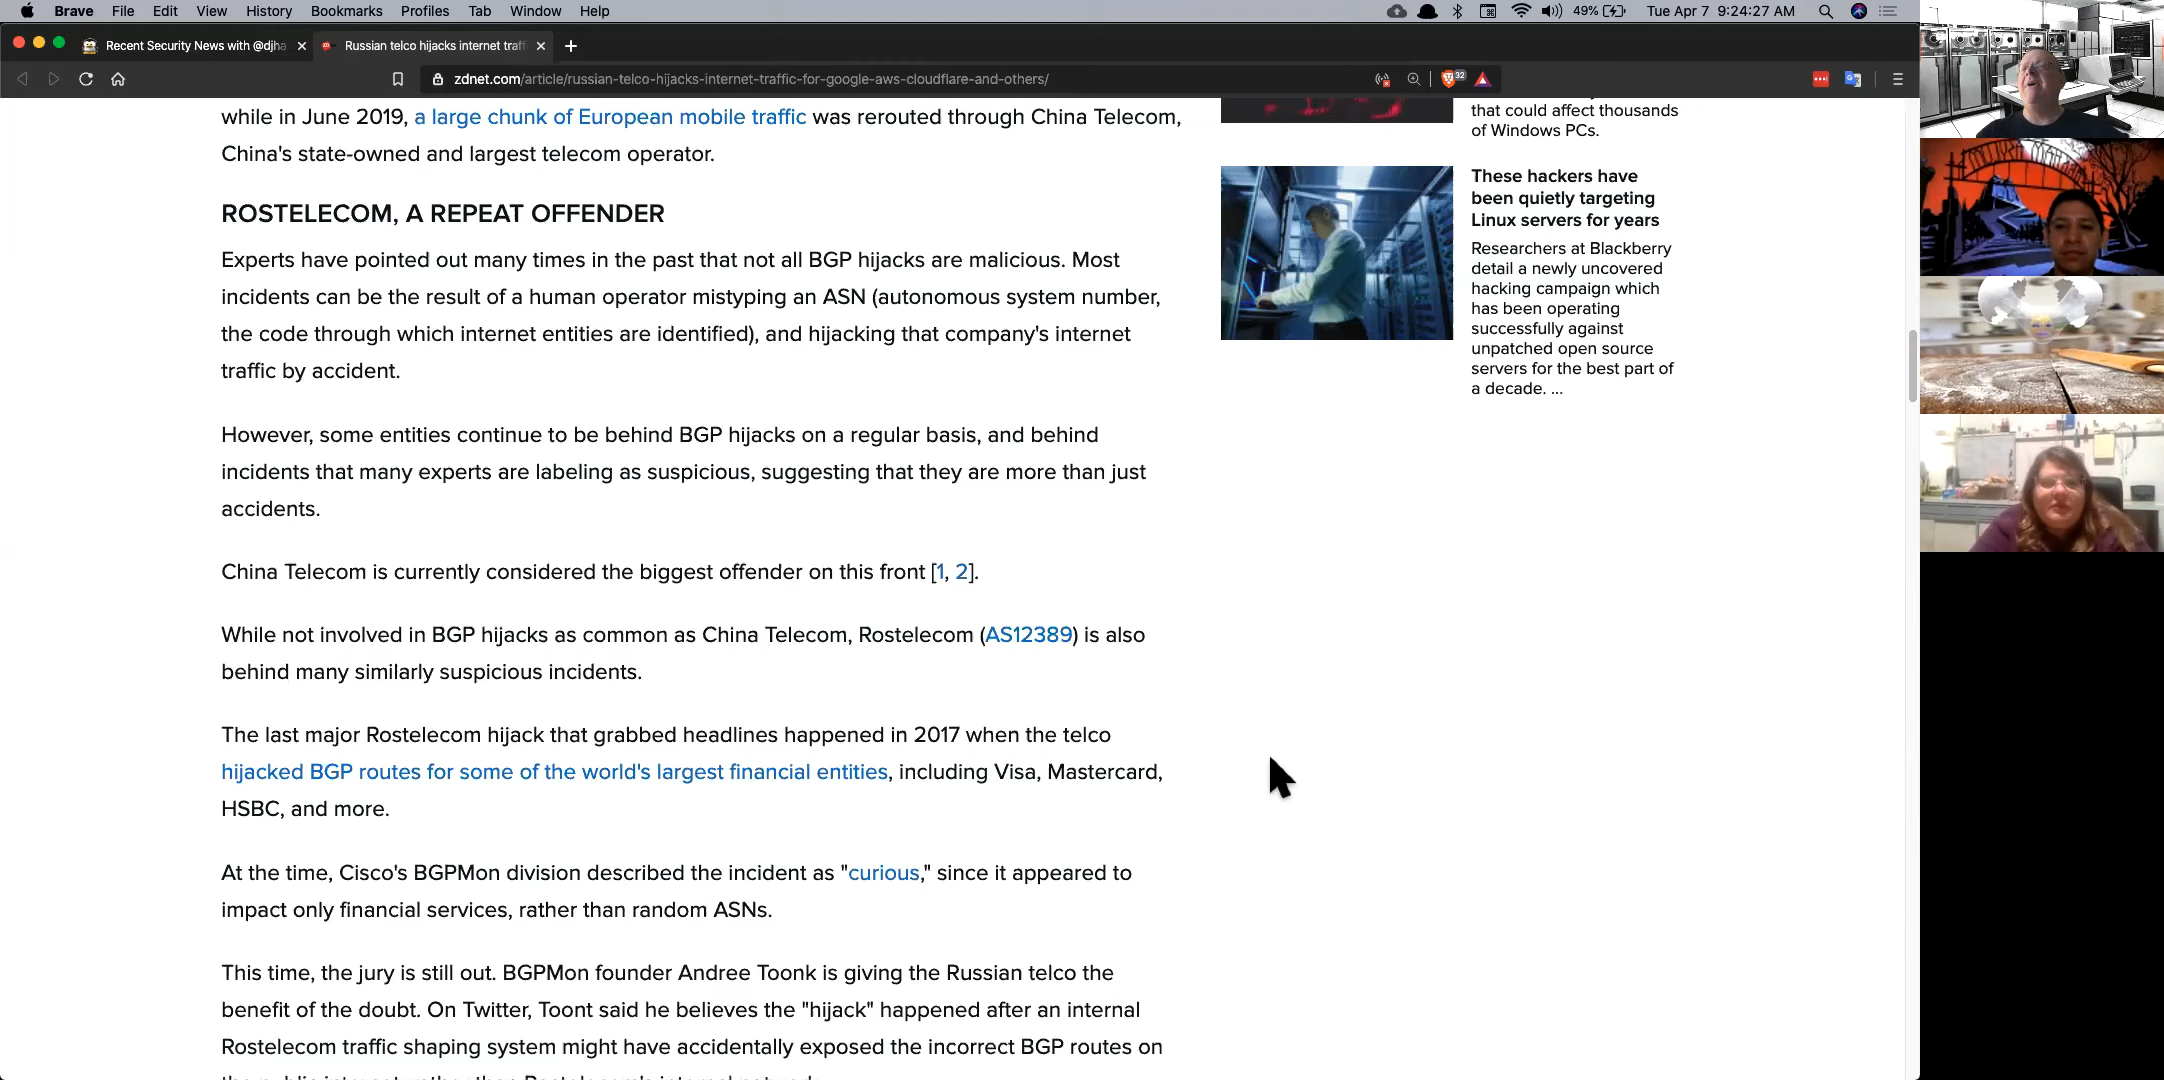 Brave File Edit View History Bookmarks Profiles Tab Window Help 49% Tue Apr 7 9:24:27 AM
Recent Security News with @djha Russian telco hijacks internet traf
zdnet.com/article/russian-telco-hijacks-internet-traffic-for-google-aws-cloudflare-and-others/ 32
while in June 2019, a large chunk of European mobile traffic was rerouted through China Telecom,
China's state-owned and largest telecom operator.
ROSTELECOM, A REPEAT OFFENDER
Experts have pointed out many times in the past that not all BGP hijacks are malicious. Most
incidents can be the result of a human operator mistyping an ASN (autonomous system number,
the code through which internet entities are identified), and hijacking that company's internet
traffic by accident.
However, some entities continue to be behind BGP hijacks on a regular basis, and behind
incidents that many experts are labeling as suspicious, suggesting that they are more than just
accidents.
China Telecom is currently considered the biggest offender on this front [1, 2].
While not involved in BGP hijacks as common as China Telecom, Rostelecom (AS12389) is also
behind many similarly suspicious incidents.
The last major Rostelecom hijack that grabbed headlines happened in 2017 when the telco
hijacked BGP routes for some of the world's largest financial entities, including Visa, Mastercard,
HSBC, and more.
At the time, Cisco's BGPMon division described the incident as "curious," since it appeared to
impact only financial services, rather than random ASNs.
This time, the jury is still out. BGPMon founder Andree Toonk is giving the Russian telco the
benefit of the doubt. On Twitter, Toont said he believes the "hijack" happened after an internal
Rostelecom traffic shaping system might have accidentally exposed the incorrect BGP routes on
that could affect thousands
of Windows PCs.
These hackers have
been quietly targeting
Linux servers for years
Researchers at Blackberry
detail a newly uncovered
hacking campaign which
has been operating
successfully against
unpatched open source
servers for the best part of
a decade. ...